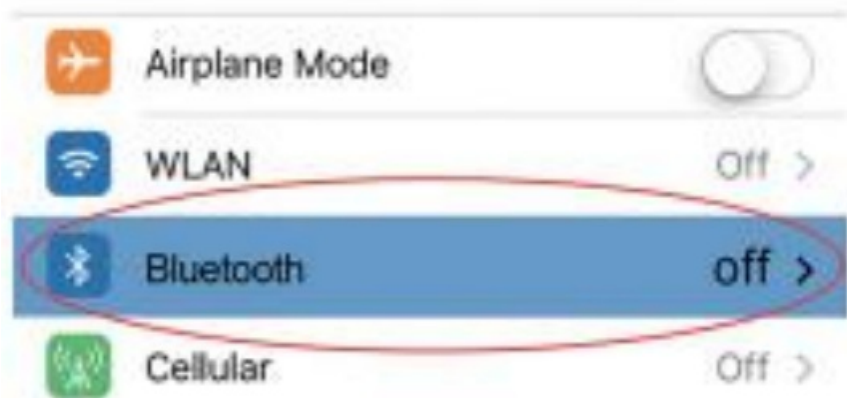 Airplane Mode
WLAN Off >
Bluetooth off >
Cellular Off >